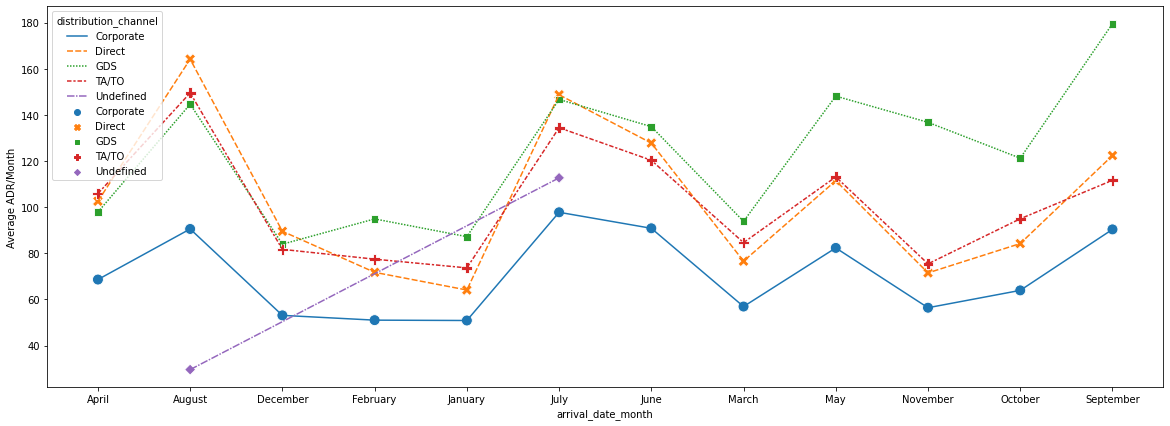 distribution_channel
Corporate
Direct
GDS
TA/TO
Undefined
Corporate
Direct
GDS
TA/TO
Undefined
Average ADR/Month
180
160
140
120
100
80
60
40
April August December February January July June March May November October September
arrival_date_month